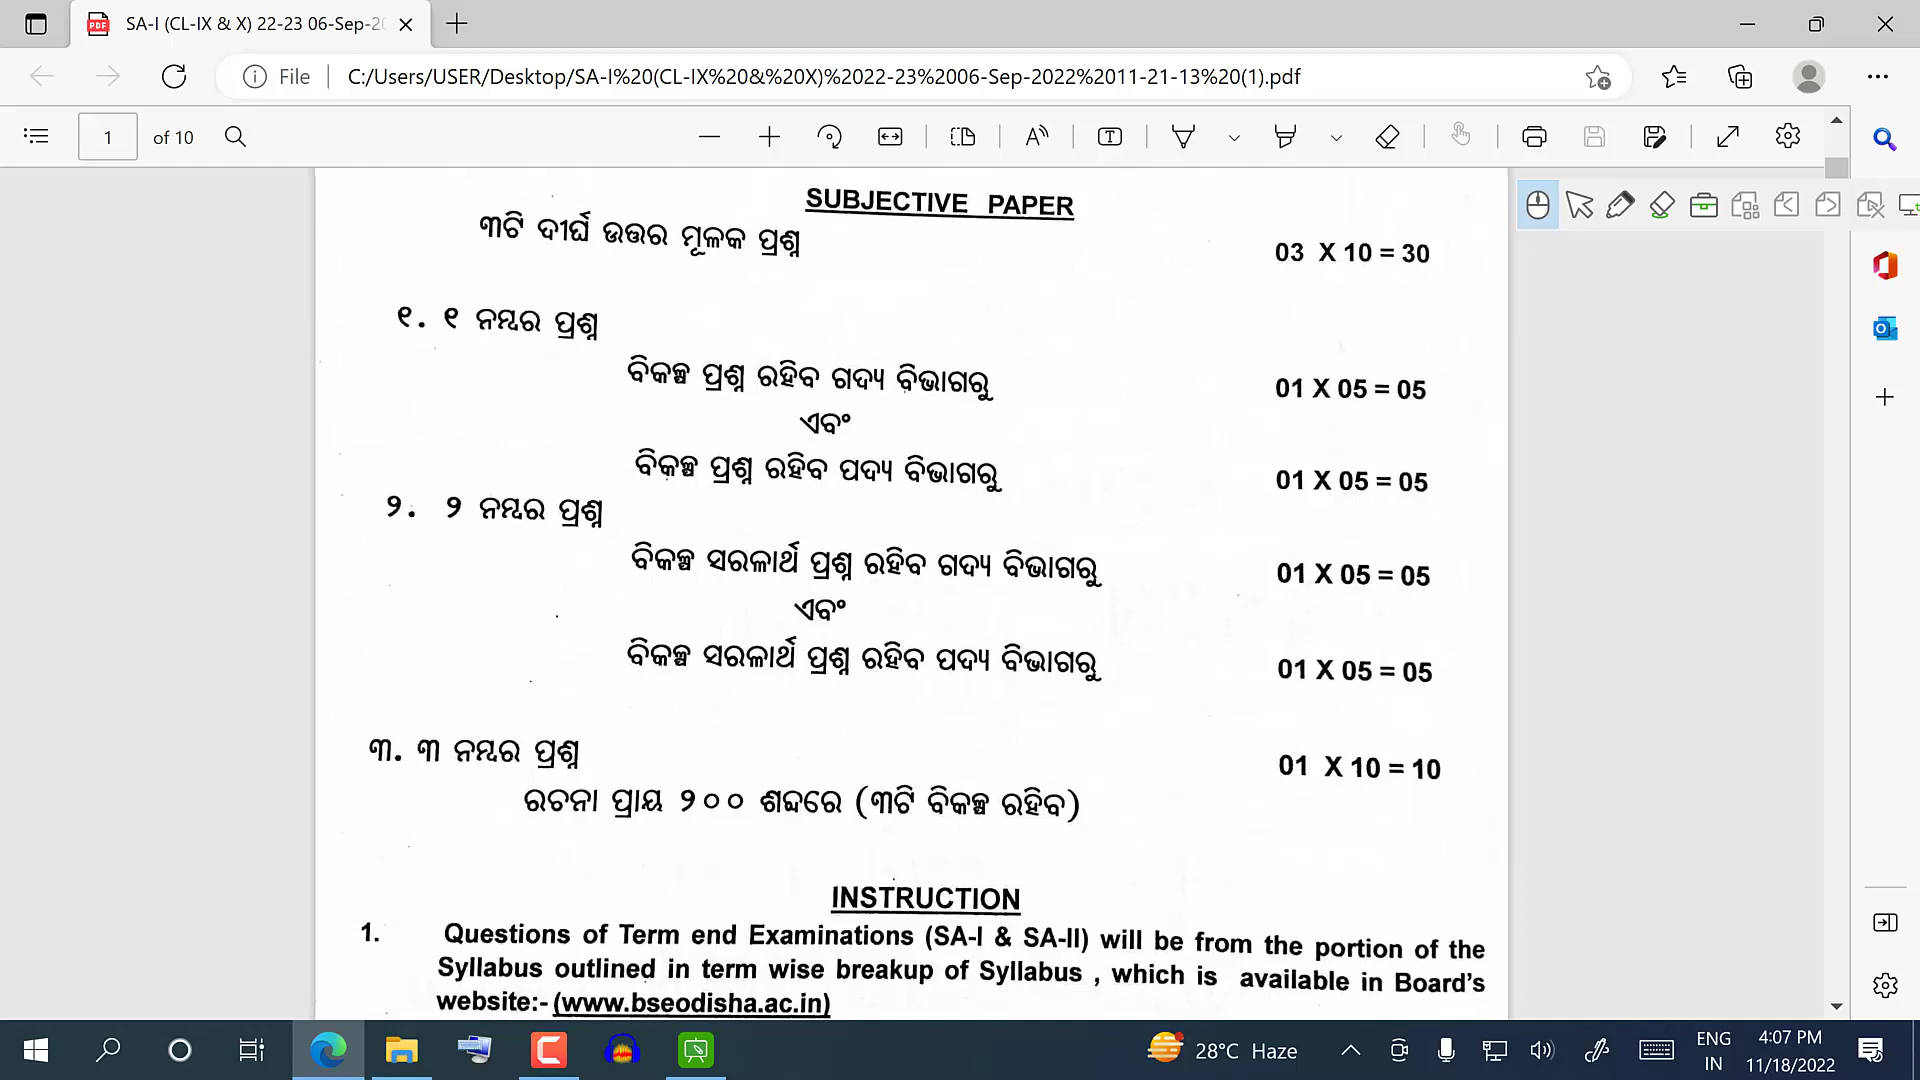 SA-I (CL-IX & X) 22-23 06-Sep-20
File C:/Users/USER/Desktop/SA-I%20(CL-IX%20&%20X)%2022-23%2006-Sep-2022%2011-21-13%20(1).pdf
1 of 10
SUBJECTIVE PAPER
୩ଟି ଦୀର୍ଘ ଉତ୍ତର ମୂଳକ ପ୍ରଶ୍ନ 03 X 10 = 30
୧. ୧ ନମ୍ବର ପ୍ରଶ୍ନ
ବିକଳ୍ପ ପ୍ରଶ୍ନ ରହିବ ଗଦ୍ୟ ବିଭାଗରୁ 01 X 05 = 05
ଏବଂ
ବିକଳ୍ପ ପ୍ରଶ୍ନ ରହିବ ପଦ୍ୟ ବିଭାଗରୁ 01 X 05 = 05
୨. ୨ ନମ୍ବର ପ୍ରଶ୍ନ
ବିକଳ୍ପ ସରଳାର୍ଥ ପ୍ରଶ୍ନ ରହିବ ଗଦ୍ୟ ବିଭାଗରୁ 01 X 05 = 05
ଏବଂ
ବିକଳ୍ପ ସରଳାର୍ଥ ପ୍ରଶ୍ନ ରହିବ ପଦ୍ୟ ବିଭାଗରୁ 01 X 05 = 05
୩. ୩ ନମ୍ବର ପ୍ରଶ୍ନ 01 X 10 = 10
ରଚନା ପ୍ରାୟ ୨୦୦ ଶବ୍ଦରେ (୩ଟି ବିକଳ୍ପ ରହିବ)
INSTRUCTION
1. Questions of Term end Examinations (SA-I & SA-II) will be from the portion of the
Syllabus outlined in term wise breakup of Syllabus , which is available in Board's
website:- (www.bseodisha.ac.in)
28°C Haze
ENG
IN
4:07 PM
11/18/2022